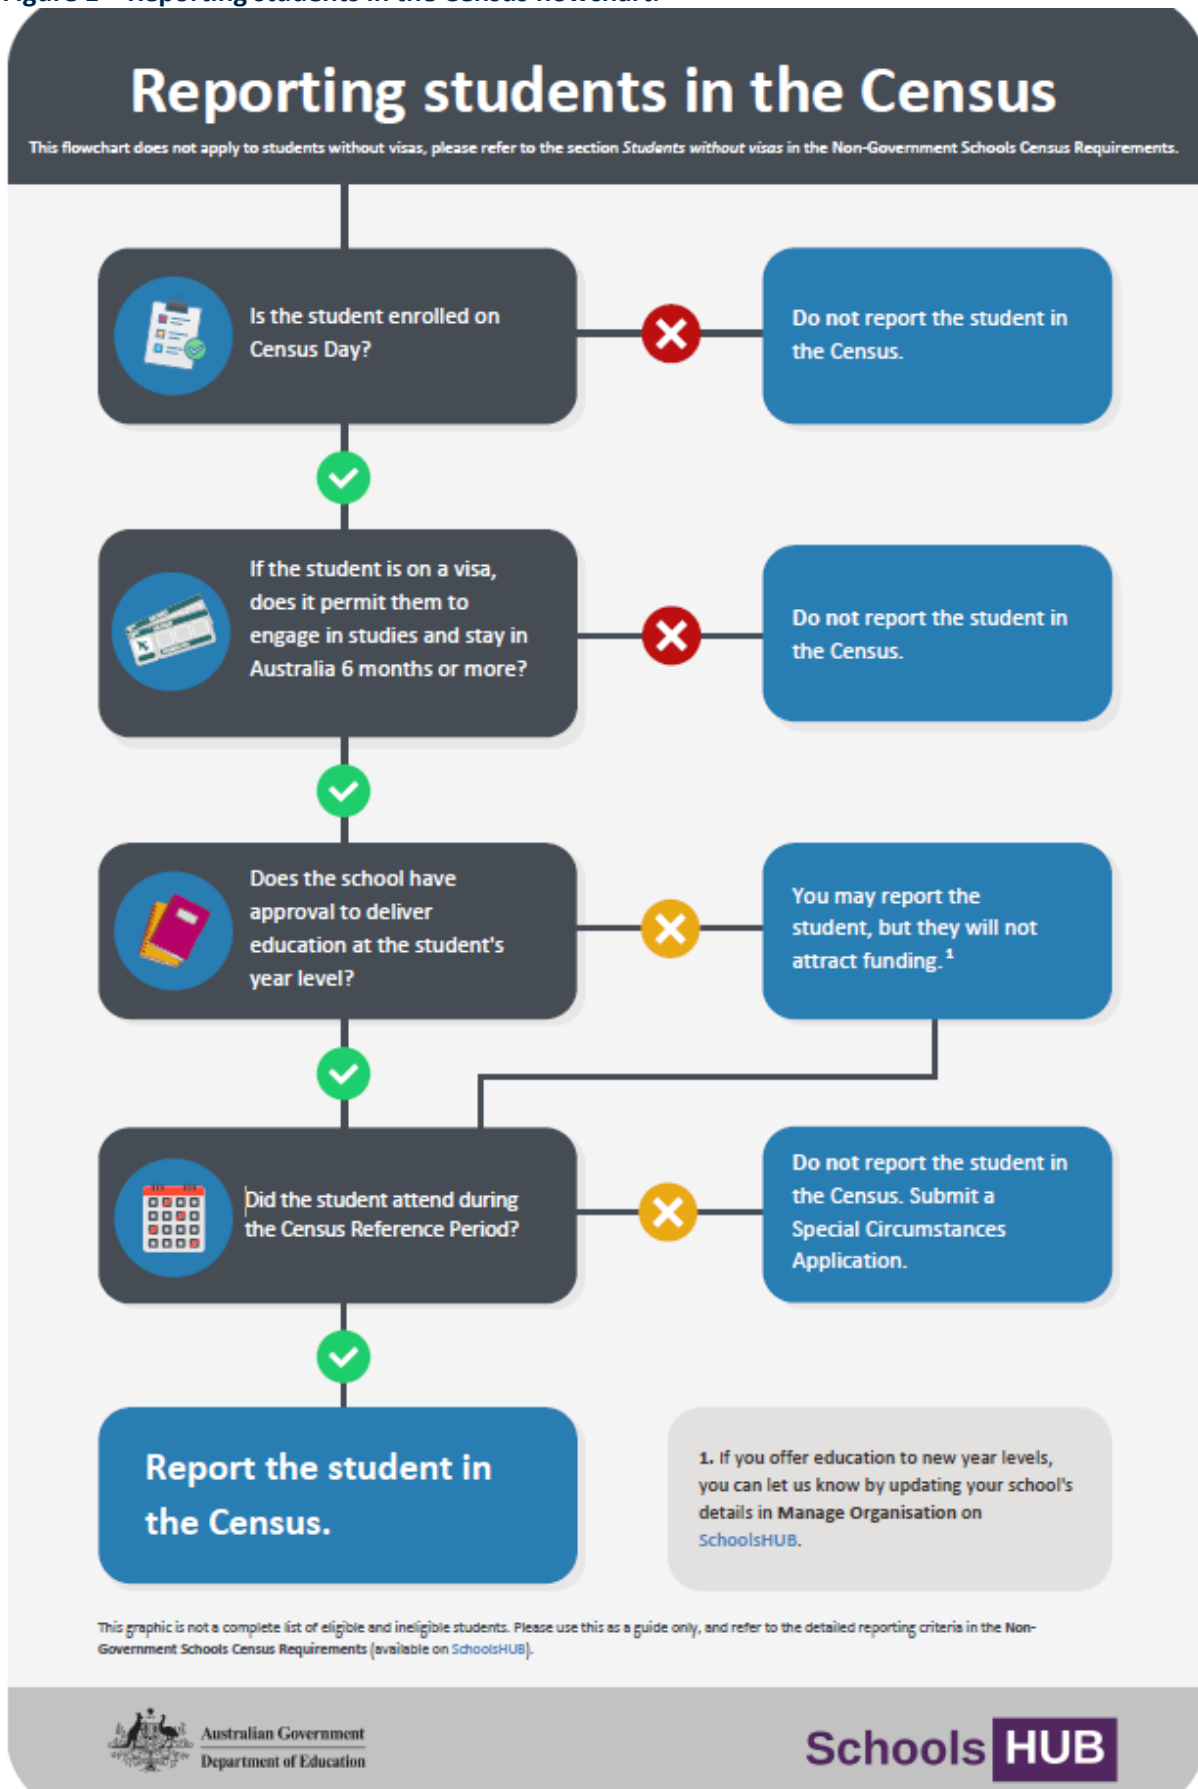 Figure 1 – Reporting students in the Census flowchart.
Reporting students in the Census
This flowchart does not apply to students without visas, please refer to the section Students without visas in the Non-Government Schools Census Requirements.
Is the student enrolled on
Census Day?
Do not report the student in
the Census.
If the student is on a visa,
does it permit them to
engage in studies and stay in
Australia 6 months or more?
Do not report the student in
the Census.
Does the school have
approval to deliver
education at the student's
year level?
You may report the
student, but they will not
attract funding.¹
Did the student attend during
the Census Reference Period?
Do not report the student in
the Census. Submit a
Special Circumstances
Application.
Report the student in
the Census.
1. If you offer education to new year levels,
you can let us know by updating your school's
details in Manage Organisation on
SchoolsHUB.
This graphic is not a complete list of eligible and ineligible students. Please use this as a guide only, and refer to the detailed reporting criteria in the Non-
Government Schools Census Requirements (available on SchoolsHUB).
Australian Government
Department of Education
Schools HUB